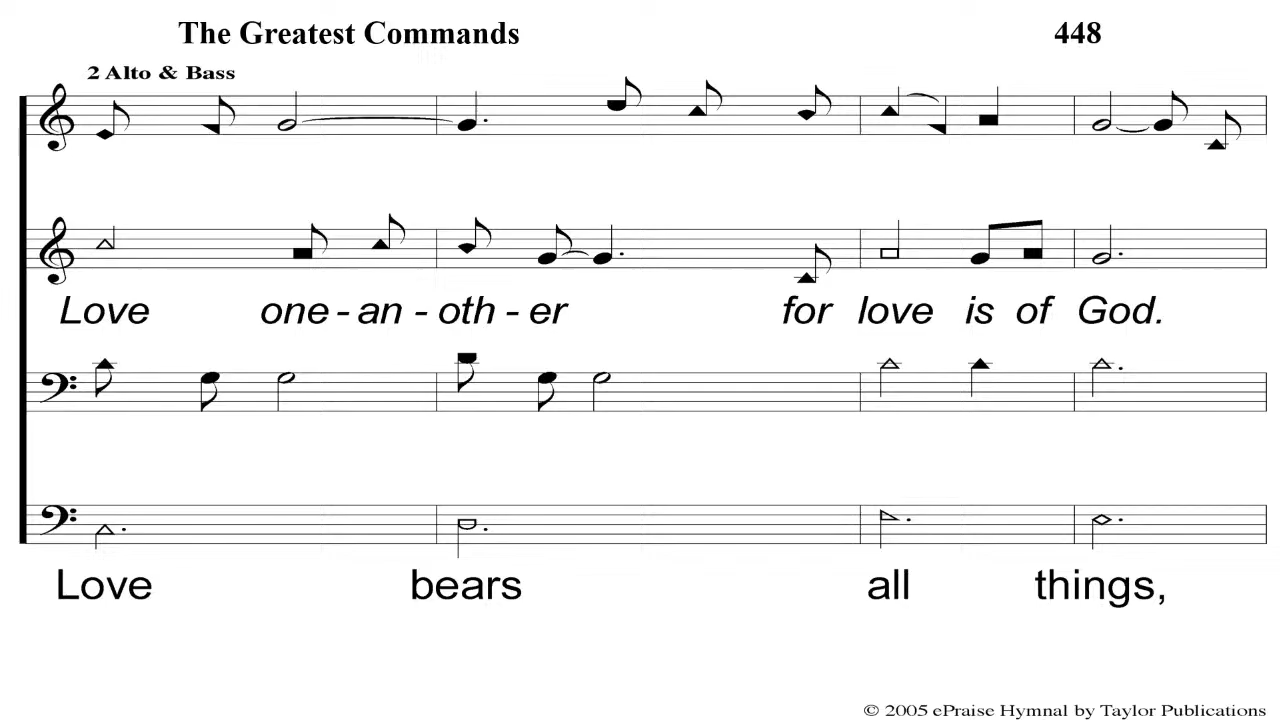 The Greatest Commands 448
2 Alto & Bass
Love one-an-oth-er for love is of God.
Love bears all things,
© 2005 ePraise Hymnal by Taylor Publications